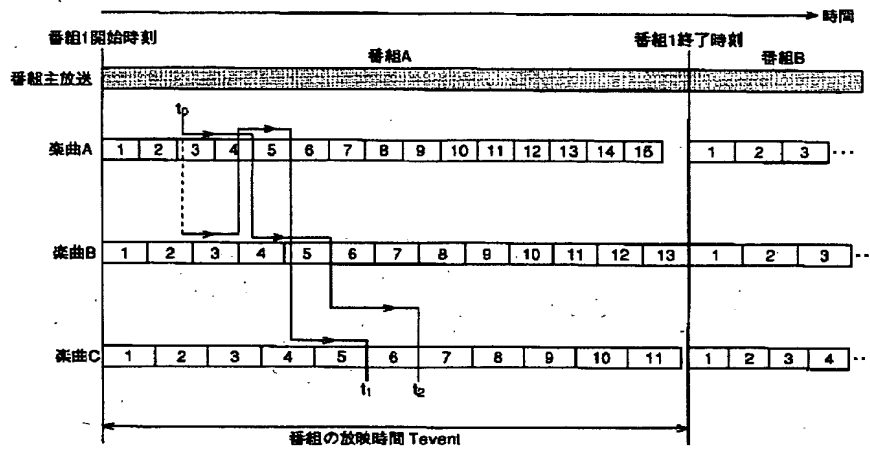 時間
番組1開始時刻
番組1終了時刻
番組A
番組B
番組主放送
t₀
楽曲A 1 2 3 4 5 6 7 8 9 10 11 12 13 14 15 1 2 3 ・・・
楽曲B 1 2 3 4 5 6 7 8 9 10 11 12 13 1 2 3 ・・
楽曲C 1 2 3 4 5 6 7 8 9 10 11 1 2 3 4 ・・
t₁
t₂
番組の放映時間 Tevent